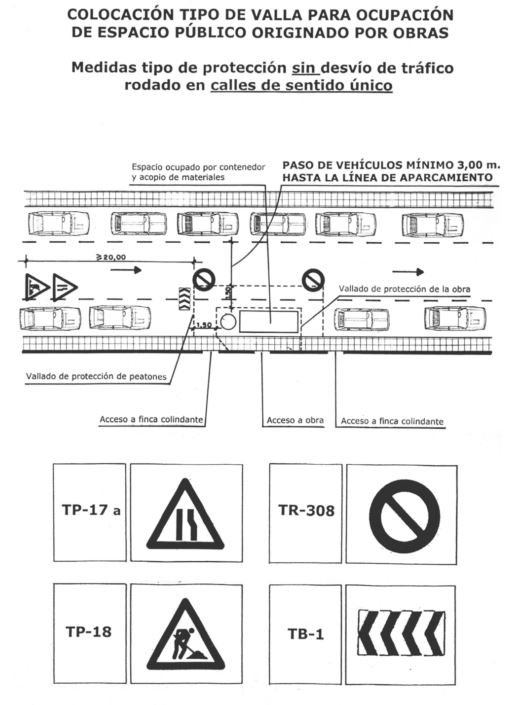 COLOCACIÓN TIPO DE VALLA PARA OCUPACIÓN
DE ESPACIO PÚBLICO ORIGINADO POR OBRAS
Medidas tipo de protección sin desvío de tráfico
rodado en calles de sentido único
Espacio ocupado por contenedor
y acopio de materiales
PASO DE VEHÍCULOS MÍNIMO 3,00 m.
HASTA LA LÍNEA DE APARCAMIENTO
≥20,00
Vallado de protección de la obra
1,50
1,50
Vallado de protección de peatones
Acceso a finca colindante
Acceso a obra
Acceso a finca colindante
TP-17 a
TR-308
TP-18
TB-1